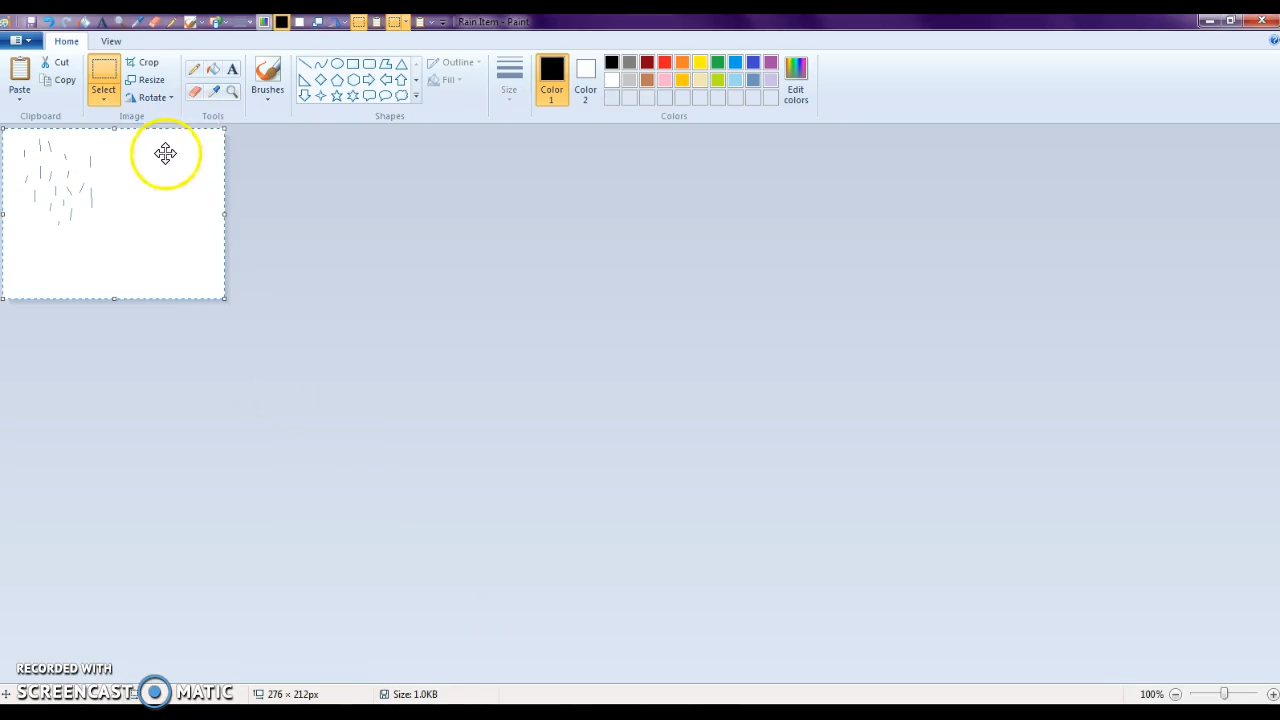 Rain Item - Paint
Home View
Paste Cut Copy Clipboard
Select Crop Resize Rotate Image
Tools
Brushes
Outline Fill Shapes
Size
Color 1 Color 2 Edit colors Colors
RECORDED WITH
SCREENCAST MATIC
276 × 212px Size: 1.0KB 100%